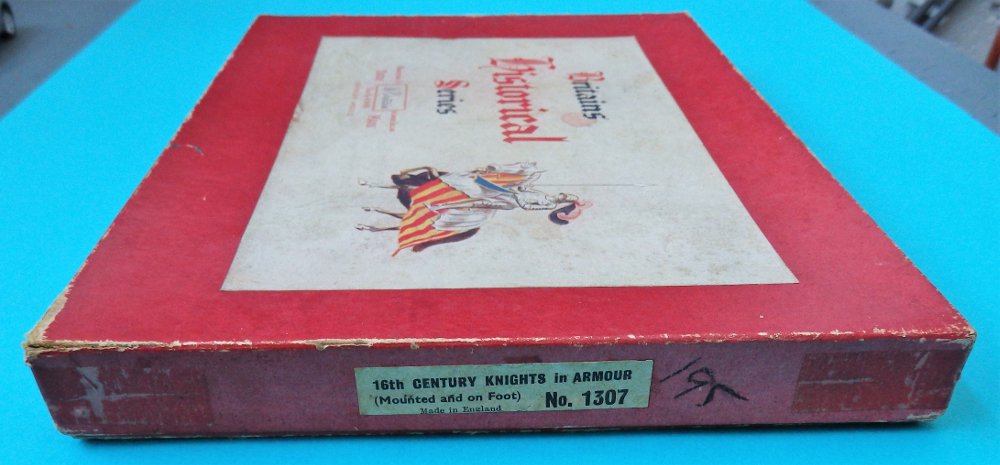 Britains
Historical
Series
16th CENTURY KNIGHTS in ARMOUR
(Mounted and on Foot) No. 1307
Made in England